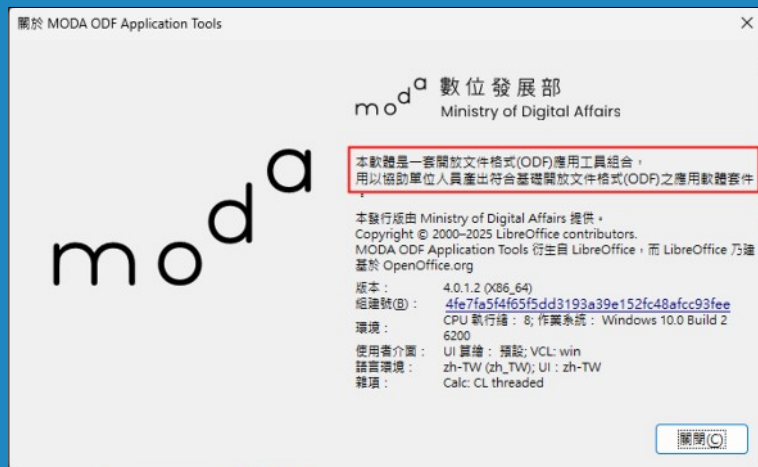 關於 MODA ODF Application Tools
moda
moda 數位發展部
Ministry of Digital Affairs
本軟體是一套開放文件格式(ODF)應用工具組合，
用以協助單位人員產出符合基礎開放文件格式(ODF)之應用軟體套件
。
本發行版由 Ministry of Digital Affairs 提供。
Copyright © 2000–2025 LibreOffice contributors.
MODA ODF Application Tools 衍生自 LibreOffice，而 LibreOffice 乃建
基於 OpenOffice.org
版本： 4.0.1.2 (X86_64)
組建號(B)： 4fe7fa5f4f65f5dd3193a39e152fc48afcc93fee
環境： CPU 執行緒： 8; 作業系統： Windows 10.0 Build 2
6200
使用者介面： UI 算繪： 預設; VCL: win
語言環境： zh-TW (zh_TW); UI：zh-TW
雜項： Calc: CL threaded
關閉(C)